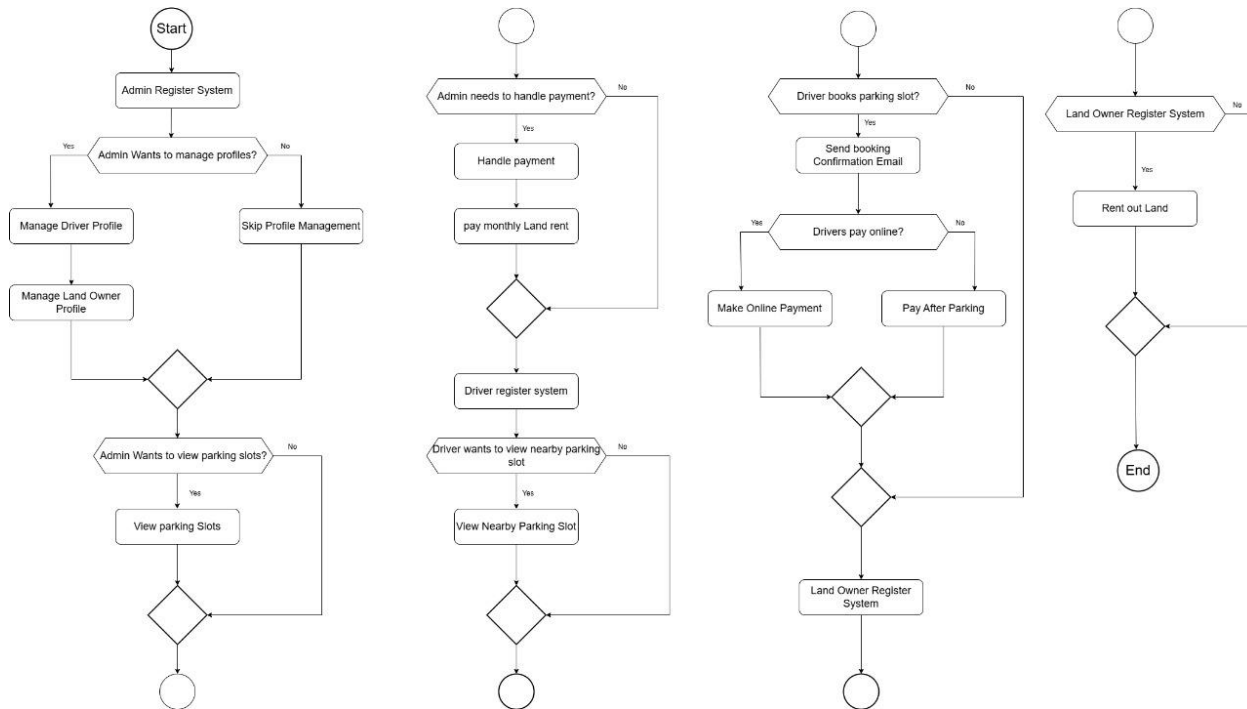 Start
Admin Register System
Yes
Admin Wants to manage profiles?
No
Manage Driver Profile
Skip Profile Management
Manage Land Owner
Profile
Admin Wants to view parking slots?
No
Yes
View parking Slots
Admin needs to handle payment?
No
Yes
Handle payment
pay monthly Land rent
Driver register system
Driver wants to view nearby parking
slot
No
Yes
View Nearby Parking Slot
Driver books parking slot?
No
Yes
Send booking
Confirmation Email
Yes
Drivers pay online?
No
Make Online Payment
Pay After Parking
Land Owner Register
System
Land Owner Register System
No
Yes
Rent out Land
End